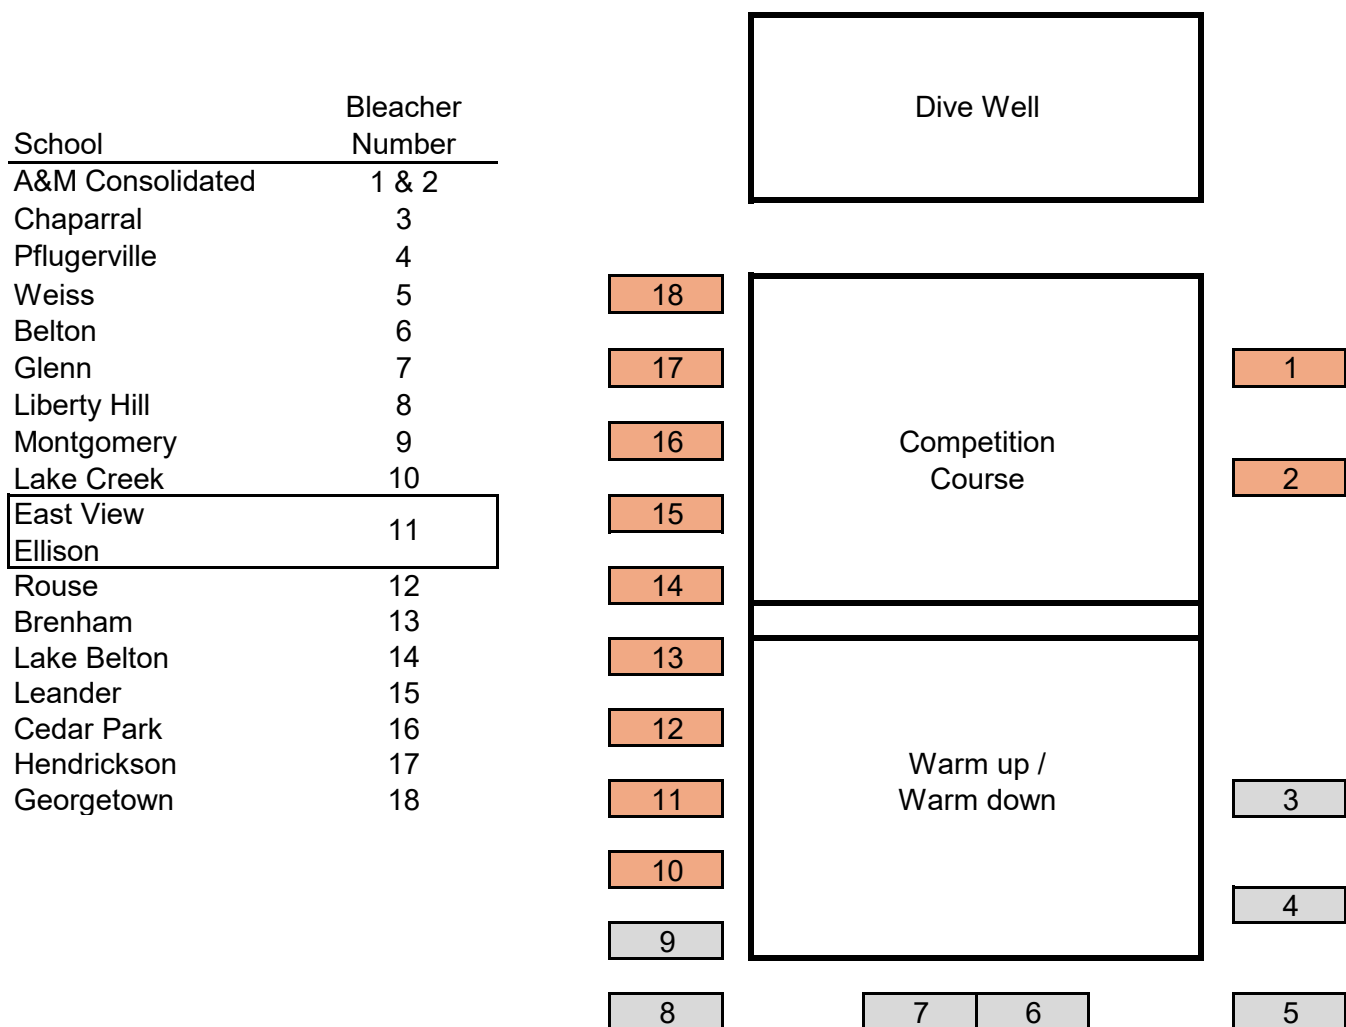 Bleacher
School Number
A&M Consolidated 1 & 2
Chaparral 3
Pflugerville 4
Weiss 5
Belton 6
Glenn 7
Liberty Hill 8
Montgomery 9
Lake Creek 10
East View
11
Ellison
Rouse 12
Brenham 13
Lake Belton 14
Leander 15
Cedar Park 16
Hendrickson 17
Georgetown 18
Dive Well
18
17
16
15
14
13
12
11
10
9
8
Competition
Course
Warm up /
Warm down
7 6
1
2
3
4
5